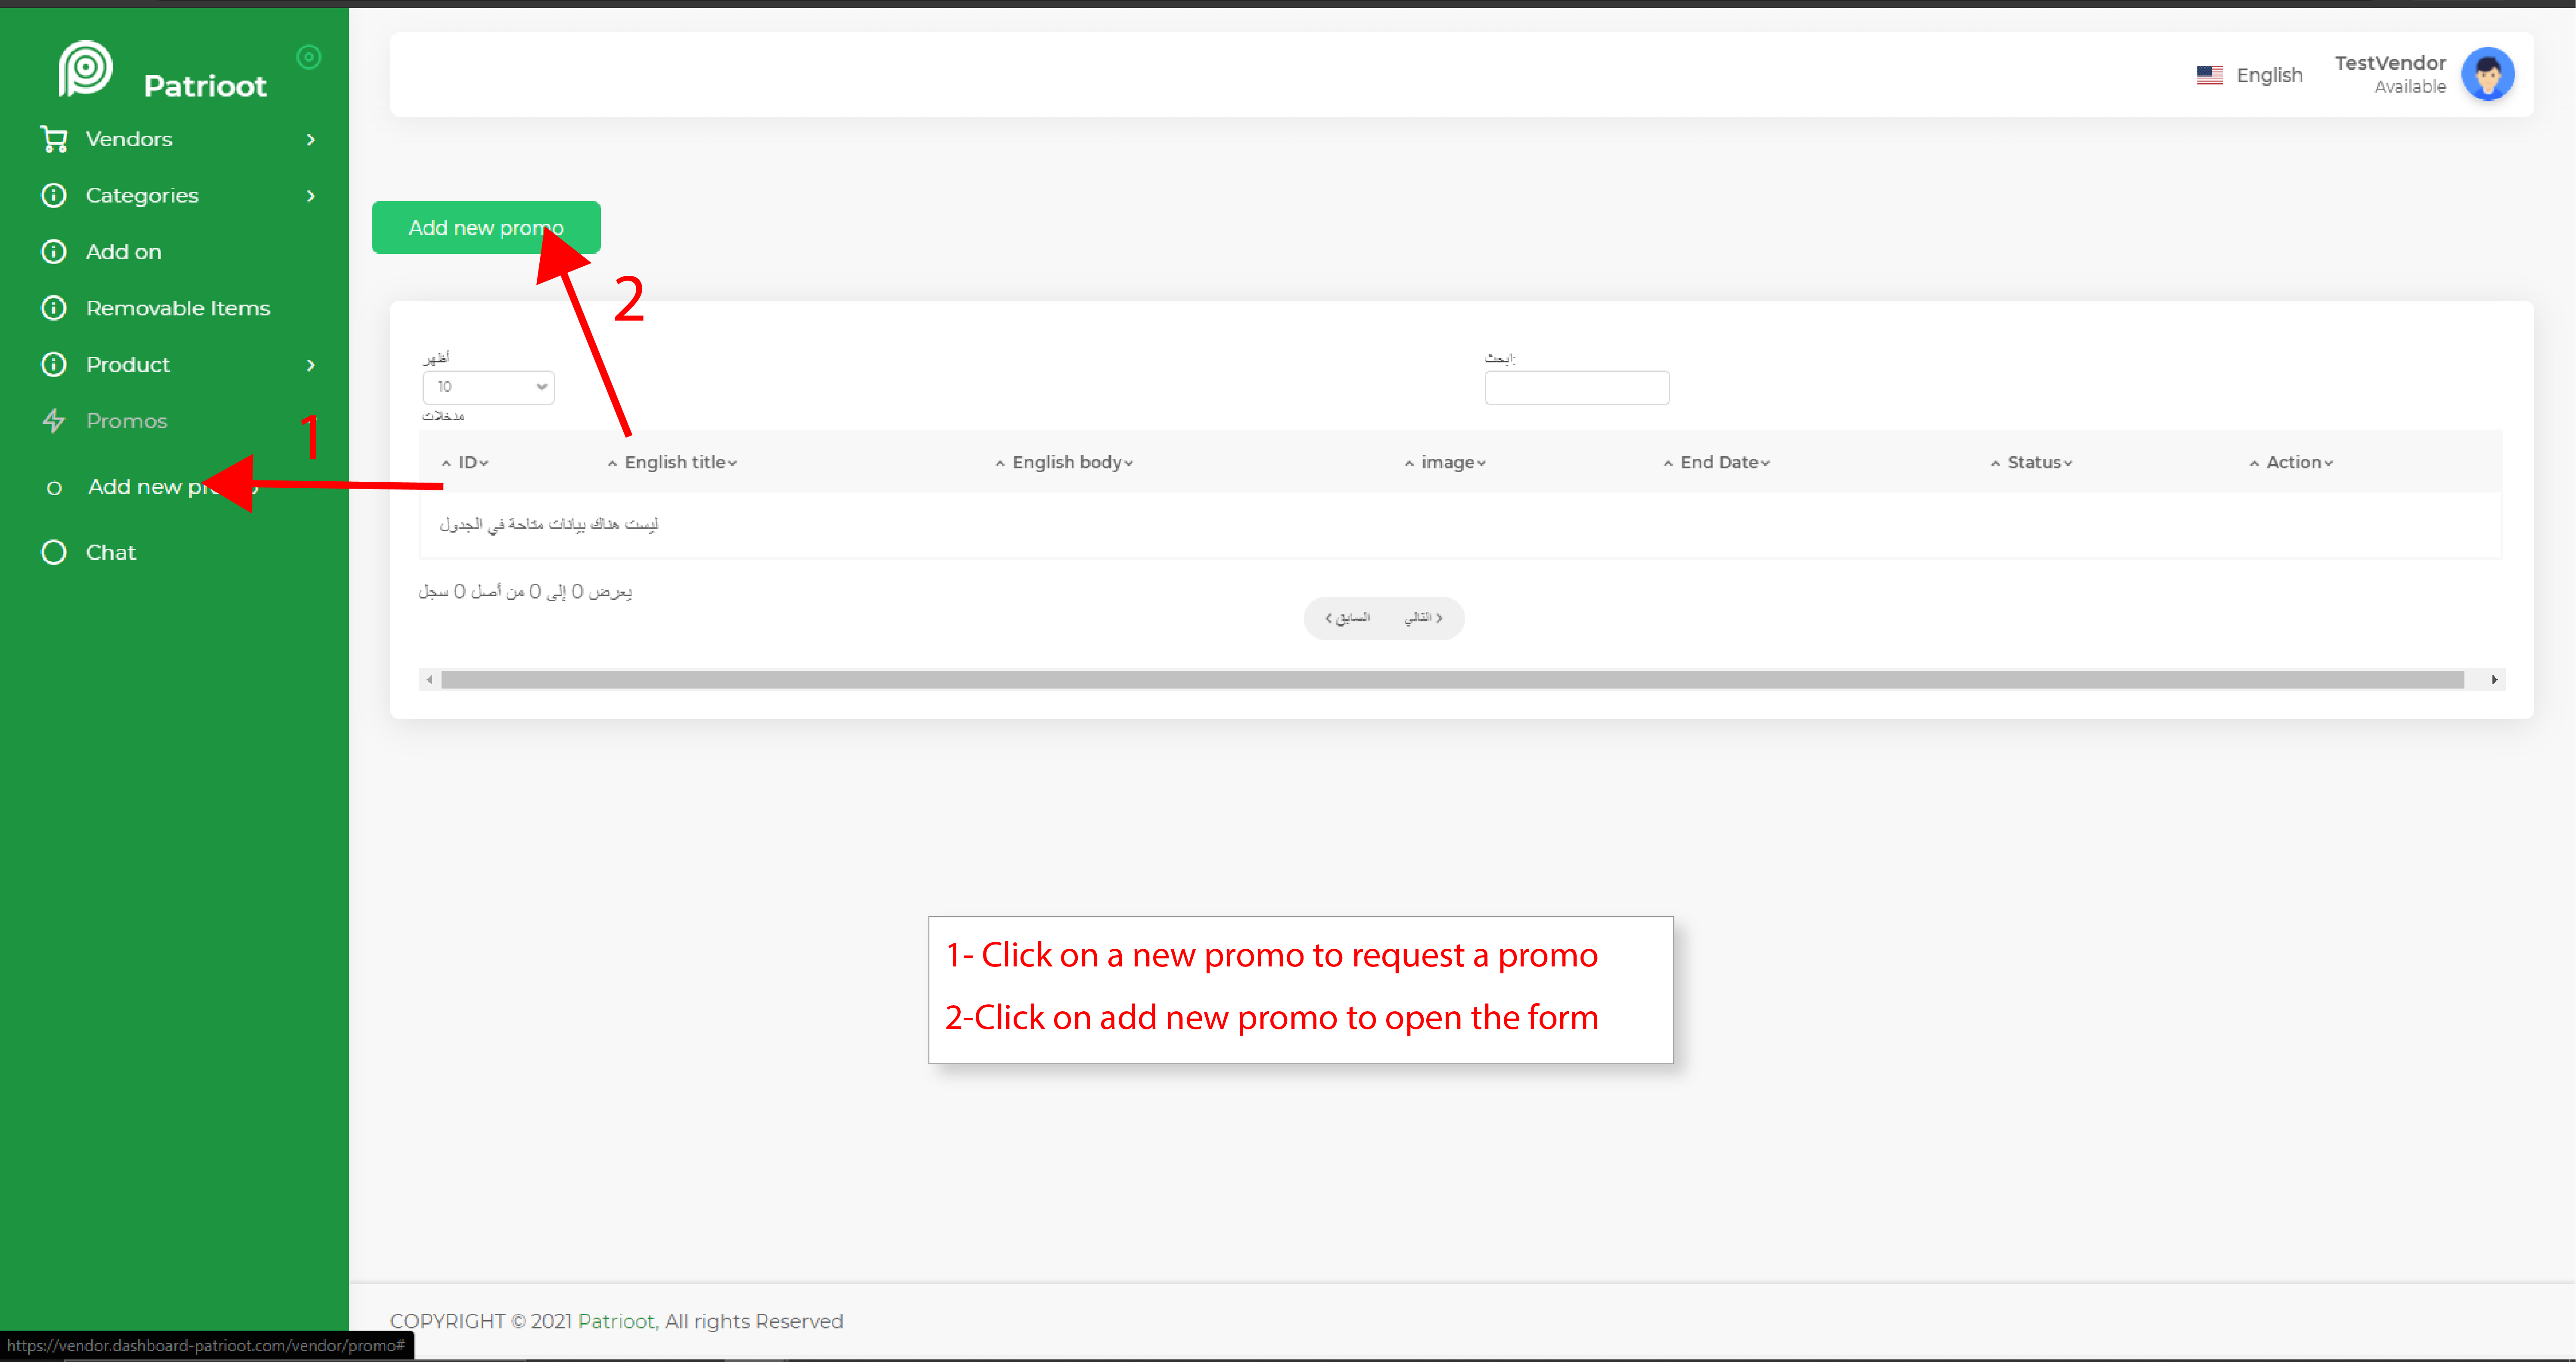 Patrioot
English
TestVendor
Available
Vendors
Categories
Add on
Removable Items
Product
Promos
1
Add new promo
Chat
Add new promo
2
أظهر
10
مدخلات
ابحث:
ID
English title
English body
image
End Date
Status
Action
ليست هناك بيانات متاحة في الجدول
يعرض 0 إلى 0 من أصل 0 سجل
السابق
التالي
1- Click on a new promo to request a promo
2-Click on add new promo to open the form
COPYRIGHT © 2021 Patrioot, All rights Reserved
https://vendor.dashboard-patrioot.com/vendor/promo#